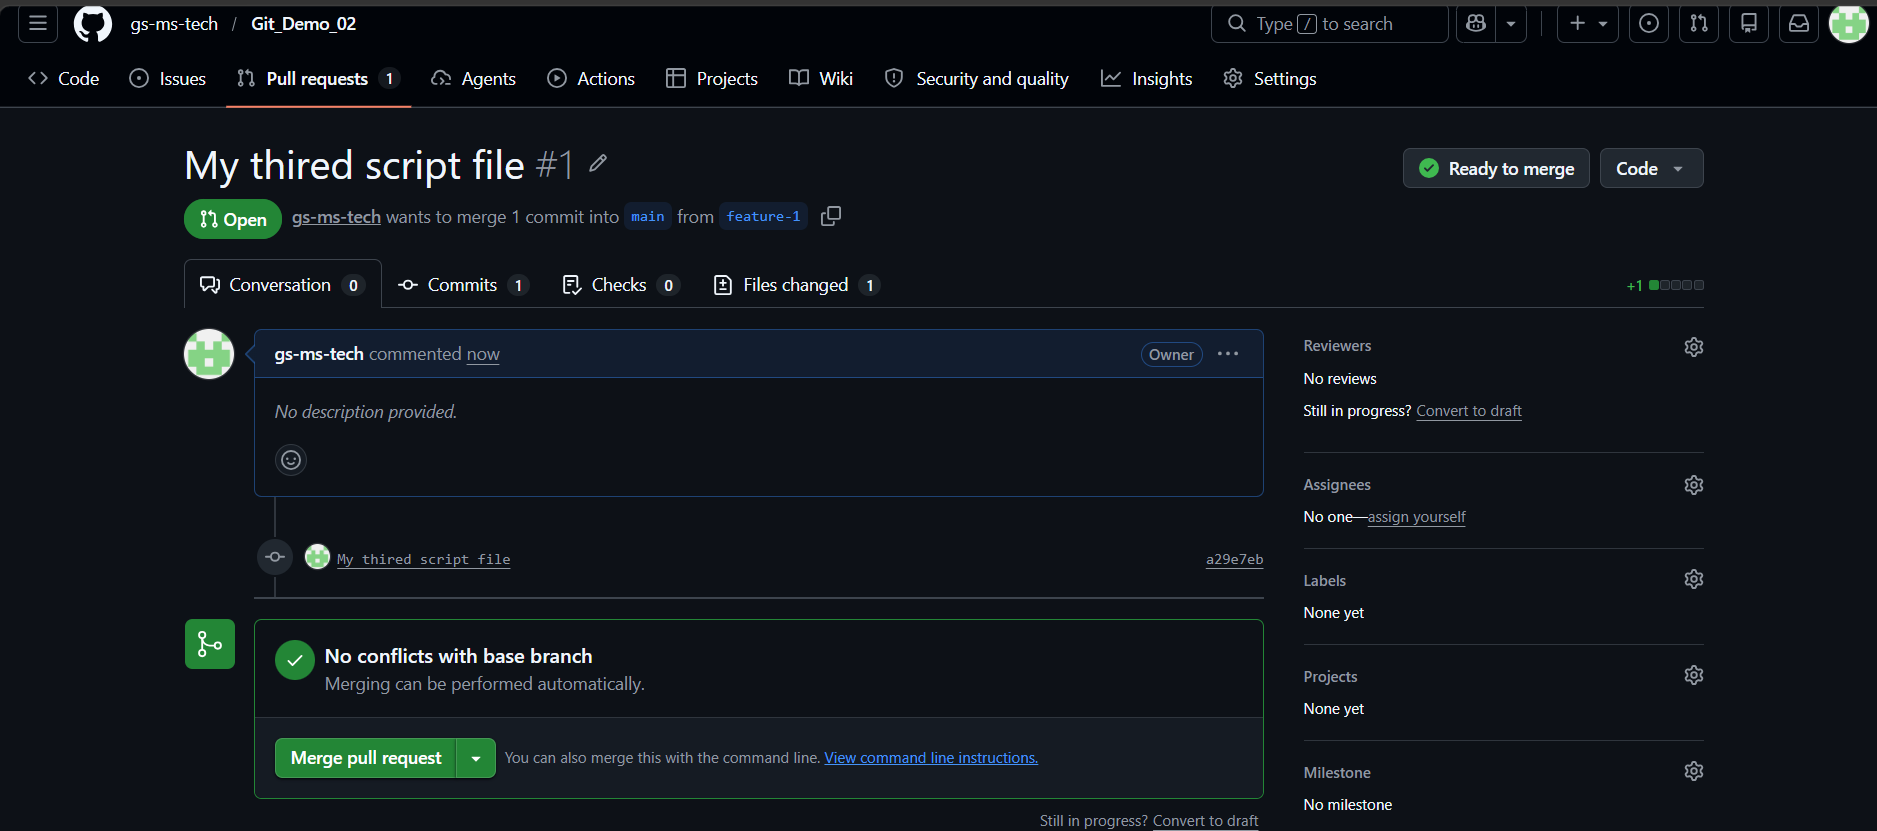 gs-ms-tech / Git_Demo_02 Type / to search
Code Issues Pull requests 1 Agents Actions Projects Wiki Security and quality Insights Settings
My thired script file #1 Ready to merge Code
Open gs-ms-tech wants to merge 1 commit into main from feature-1
Conversation 0 Commits 1 Checks 0 Files changed 1 +1
gs-ms-tech commented now Owner
No description provided.
My thired script file a29e7eb
No conflicts with base branch
Merging can be performed automatically.
Merge pull request You can also merge this with the command line. View command line instructions.
Still in progress? Convert to draft
Reviewers
No reviews
Still in progress? Convert to draft
Assignees
No one—assign yourself
Labels
None yet
Projects
None yet
Milestone
No milestone